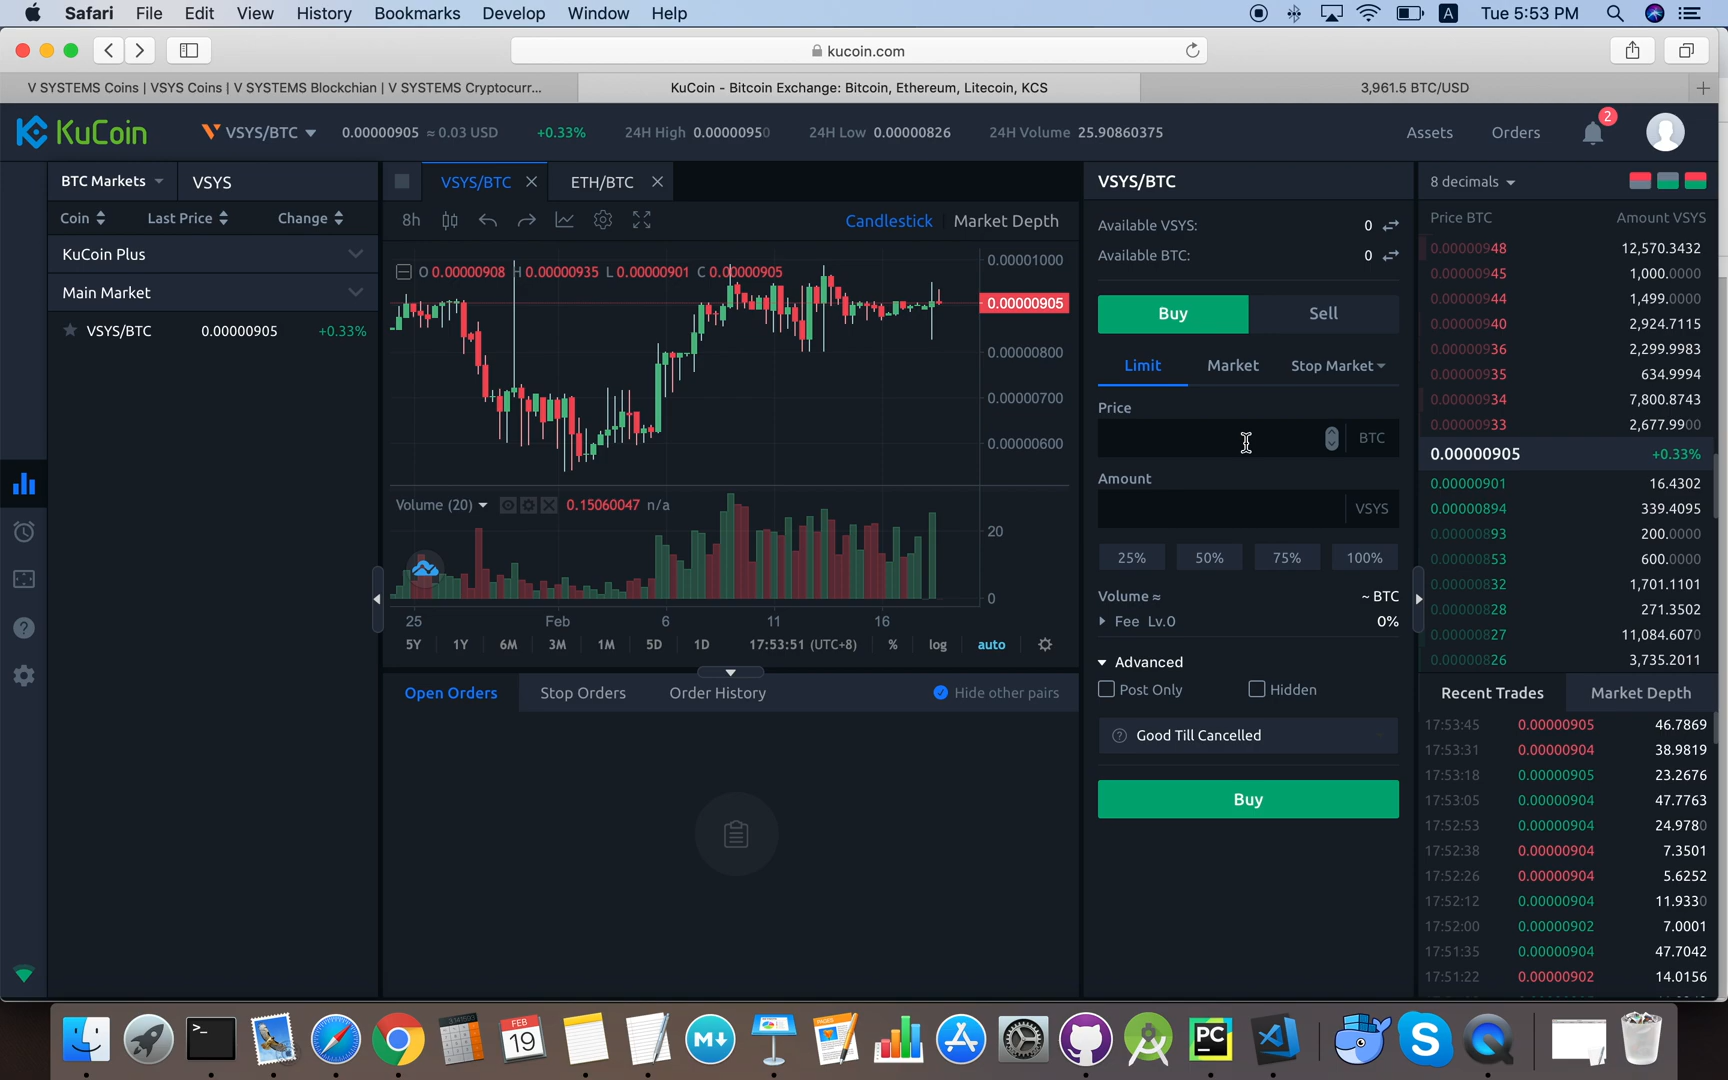 Safari File Edit View History Bookmarks Develop Window Help A Tue 5:53 PM
kucoin.com
V SYSTEMS Coins | VSYS Coins | V SYSTEMS Blockchian | V SYSTEMS Cryptocurr... KuCoin - Bitcoin Exchange: Bitcoin, Ethereum, Litecoin, KCS 3,961.5 BTC/USD
KuCoin VSYS/BTC 0.00000905 ≈ 0.03 USD +0.33% 24H High 0.00000950 24H Low 0.00000826 24H Volume 25.90860375 Assets Orders 2
BTC Markets VSYS
Coin Last Price Change
KuCoin Plus
Main Market
VSYS/BTC 0.00000905 +0.33%
VSYS/BTC ETH/BTC
8h Candlestick Market Depth
O 0.00000908 H 0.00000935 L 0.00000901 C 0.00000905
0.00001000
0.00000905
0.00000800
0.00000700
0.00000600
Volume (20) 0.15060047 n/a
20
0
25 Feb 6 11 16
5Y 1Y 6M 3M 1M 5D 1D 17:53:51 (UTC+8) % log auto
Open Orders Stop Orders Order History Hide other pairs
VSYS/BTC
Available VSYS: 0
Available BTC: 0
Buy Sell
Limit Market Stop Market
Price
BTC
Amount
VSYS
25% 50% 75% 100%
Volume ≈ ~ BTC
Fee Lv.0 0%
Advanced
Post Only Hidden
? Good Till Cancelled
Buy
8 decimals
Price BTC Amount VSYS
0.00000948 12,570.3432
0.00000945 1,000.0000
0.00000944 1,499.0000
0.00000940 2,924.7115
0.00000936 2,299.9983
0.00000935 634.9994
0.00000934 7,800.8743
0.00000933 2,677.9900
0.00000905 +0.33%
0.00000901 16.4302
0.00000894 339.4095
0.00000893 200.0000
0.00000853 600.0000
0.00000832 1,701.1101
0.00000828 271.3502
0.00000827 11,084.6070
0.00000826 3,735.2011
Recent Trades Market Depth
17:53:45 0.00000905 46.7869
17:53:31 0.00000904 38.9819
17:53:18 0.00000905 23.2676
17:53:05 0.00000904 47.7763
17:52:53 0.00000904 24.9780
17:52:38 0.00000904 7.3501
17:52:26 0.00000904 5.6252
17:52:12 0.00000904 11.9330
17:52:00 0.00000902 7.0001
17:51:35 0.00000904 47.7042
17:51:22 0.00000902 14.0156
FEB
19
M
PC
S